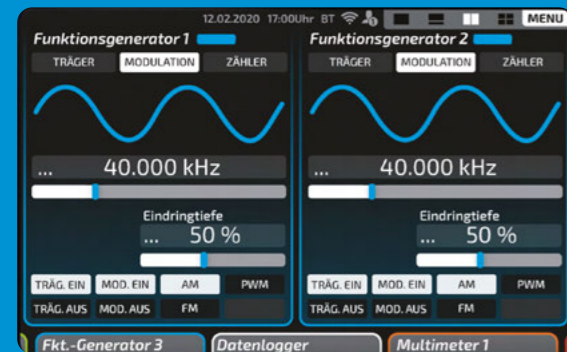 12.02.2020 17:00Uhr BT MENU
Funktionsgenerator 1
TRÄGER MODULATION ZÄHLER
... 40.000 kHz
Eindringtiefe
... 50 %
TRÄG. EIN MOD. EIN AM PWM
TRÄG. AUS MOD. AUS FM
Funktionsgenerator 2
TRÄGER MODULATION ZÄHLER
... 40.000 kHz
Eindringtiefe
... 50 %
TRÄG. EIN MOD. EIN AM PWM
TRÄG. AUS MOD. AUS FM
Fkt.-Generator 3 Datenlogger Multimeter 1